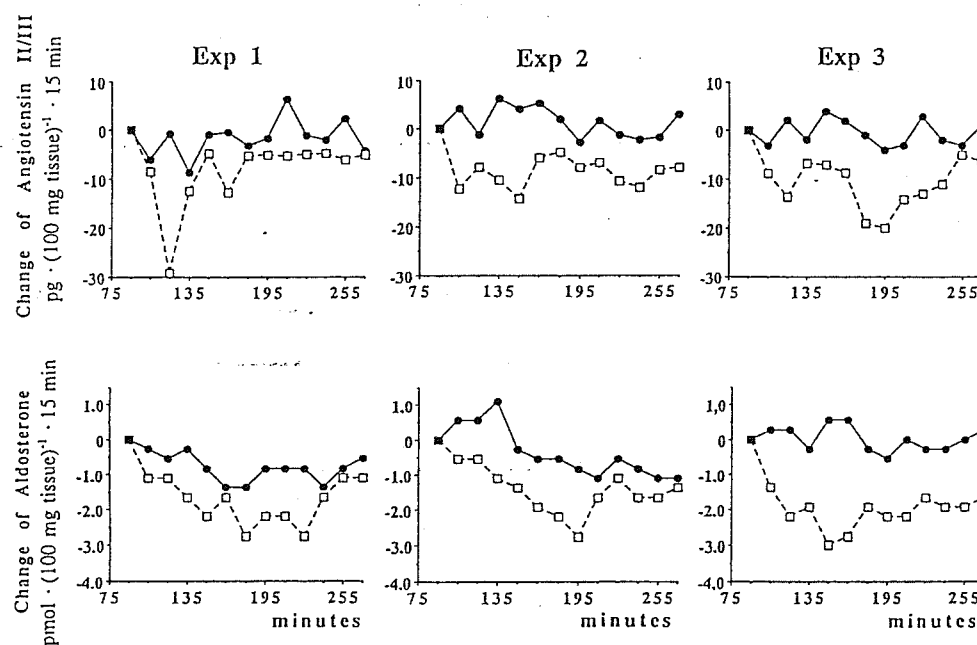 Change of Angiotensin II/III
pg · (100 mg tissue)⁻¹ · 15 min
Exp 1
10
0
-10
-20
-30
75 135 195 255
Exp 2
10
0
-10
-20
-30
75 135 195 255
Exp 3
10
0
-10
-20
-30
75 135 195 255
Change of Aldosterone
pmol · (100 mg tissue)⁻¹ · 15 min
1,0
0
-1.0
-2.0
-3.0
-4.0
75 135 195 255
minutes
1,0
0
-1.0
-2.0
-3.0
-4.0
75 135 195 255
minutes
1,0
0
-1.0
-2.0
-3.0
-4.0
75 135 195 255
minutes